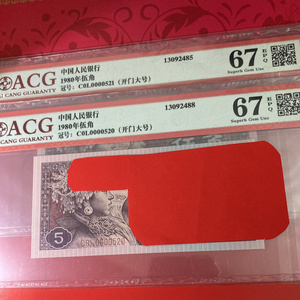 ACG
CANG GUARANTY
中国人民银行
1980年伍角
冠号: C0L0000521 (开门大号)
13092485
67 EPQ
Superb Gem Unc
ACG
CANG GUARANTY
中国人民银行
1980年伍角
冠号: C0L0000520 (开门大号)
13092488
67 EPQ
Superb Gem Unc
5